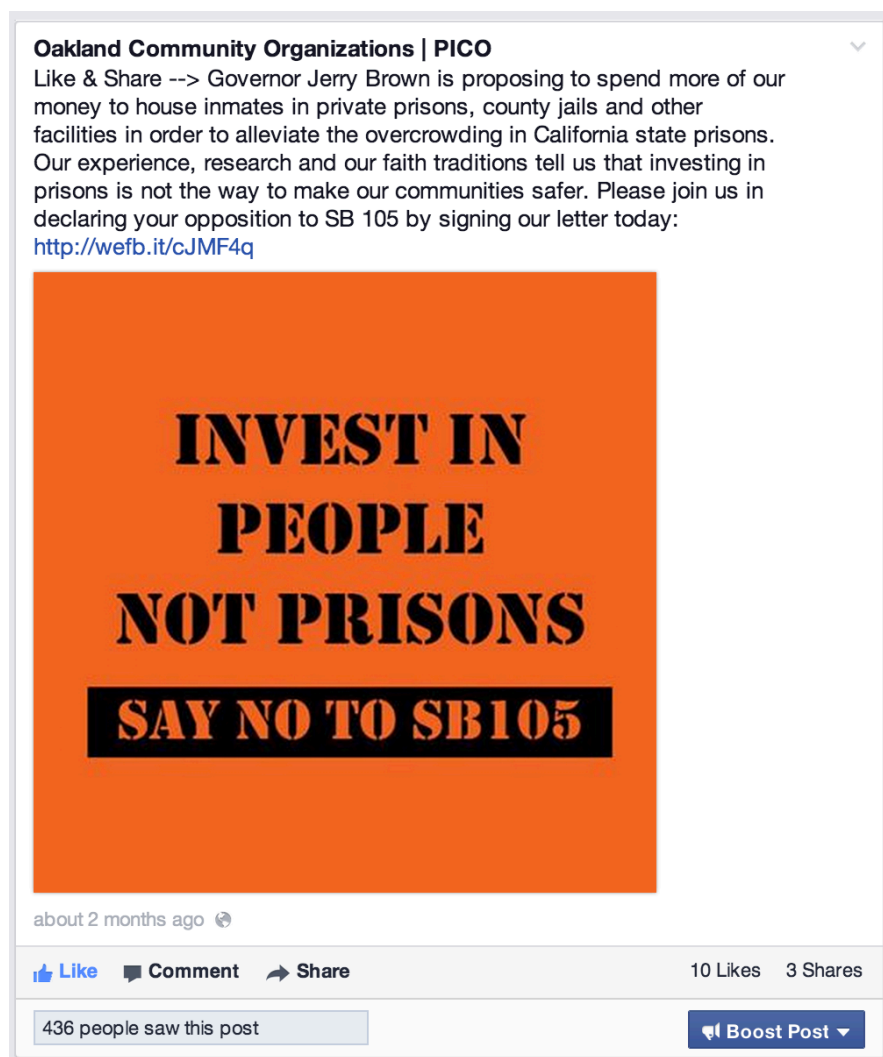 Oakland Community Organizations | PICO
Like & Share --> Governor Jerry Brown is proposing to spend more of our
money to house inmates in private prisons, county jails and other
facilities in order to alleviate the overcrowding in California state prisons.
Our experience, research and our faith traditions tell us that investing in
prisons is not the way to make our communities safer. Please join us in
declaring your opposition to SB 105 by signing our letter today:
http://wefb.it/cJMF4q
INVEST IN
PEOPLE
NOT PRISONS
SAY NO TO SB105
about 2 months ago
Like Comment Share 10 Likes 3 Shares
436 people saw this post Boost Post